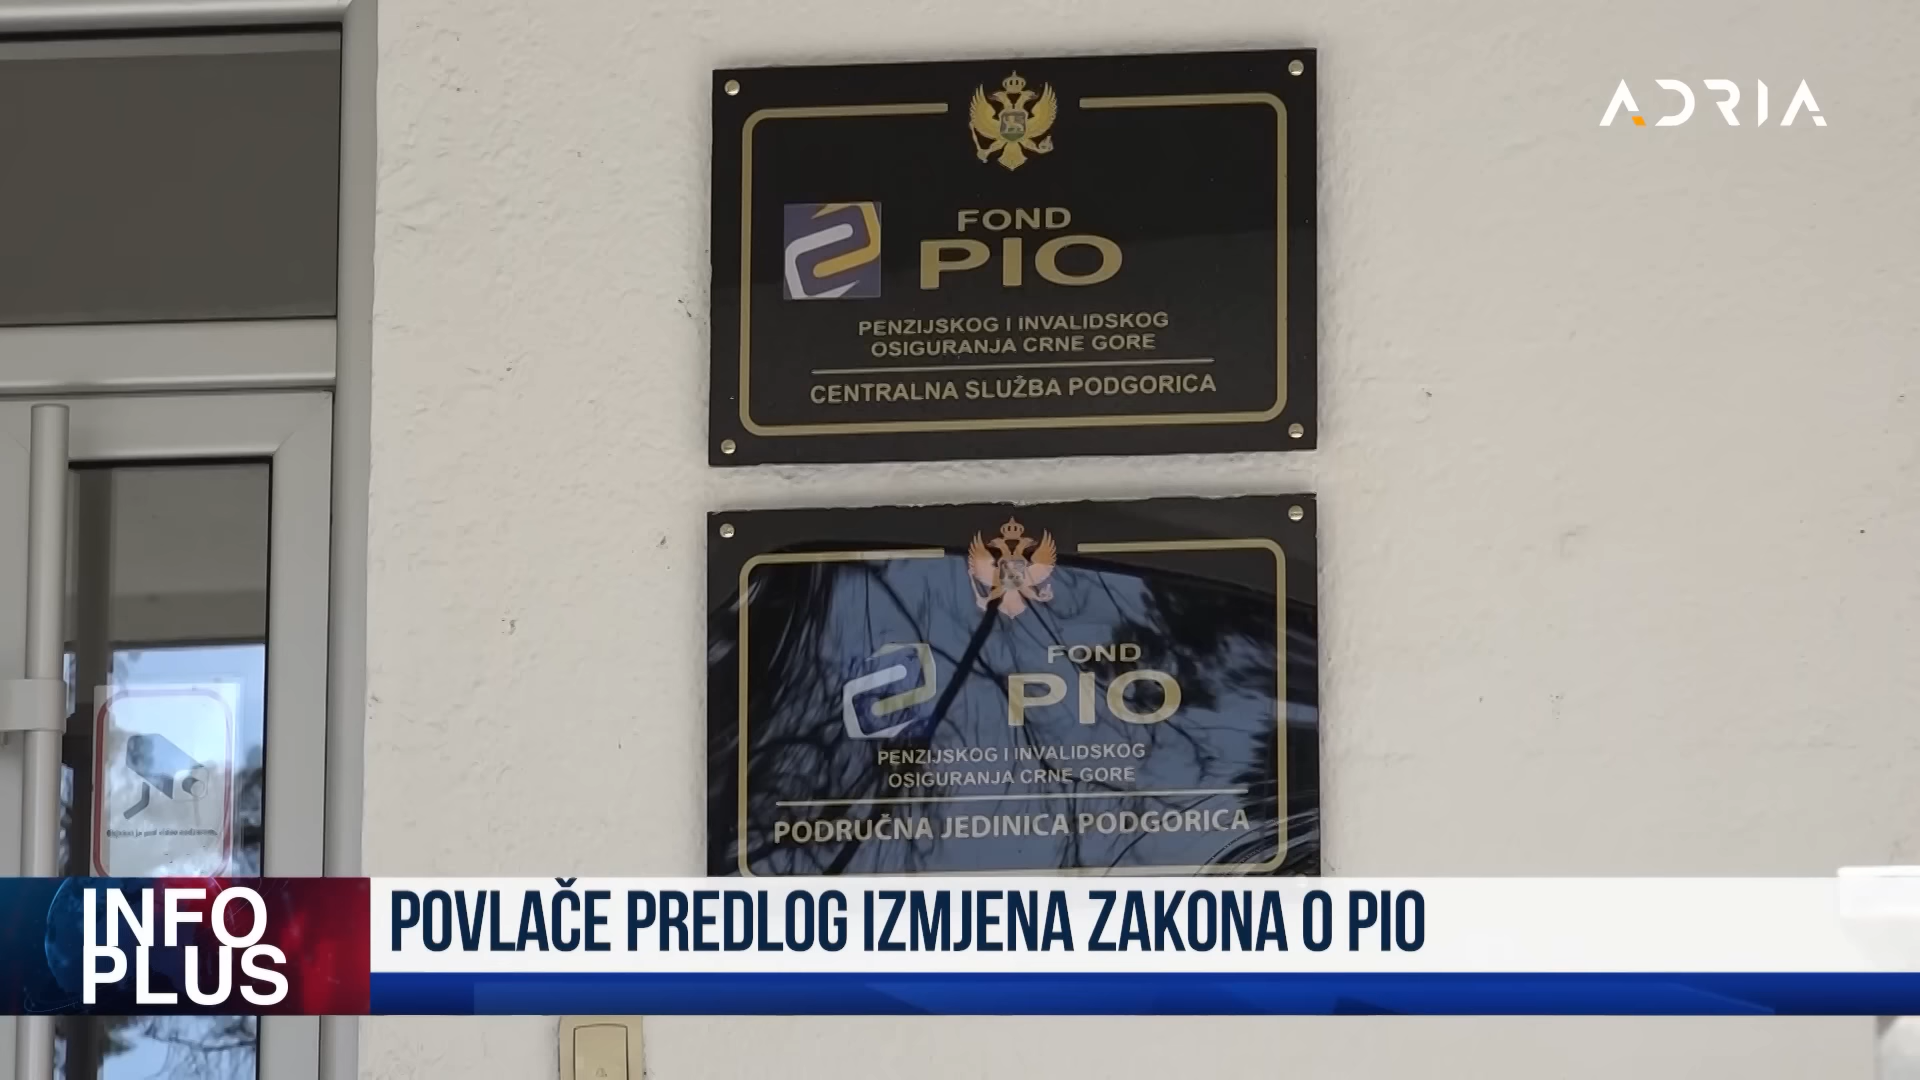 ADRIA
FOND
PIO
PENZIJSKOG I INVALIDSKOG
OSIGURANJA CRNE GORE
CENTRALNA SLUŽBA PODGORICA
FOND
PIO
PENZIJSKOG I INVALIDSKOG
OSIGURANJA CRNE GORE
PODRUČNA JEDINICA PODGORICA
INFO
PLUS
POVLAČE PREDLOG IZMJENA ZAKONA O PIO